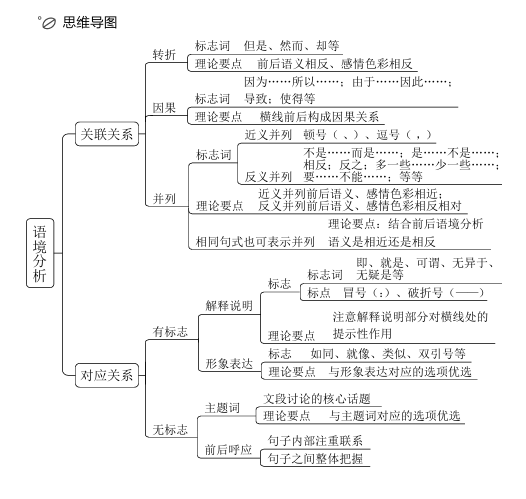 思维导图
转折
标志词 但是、然而、却等
理论要点 前后语义相反、感情色彩相反
因果
因为……所以……；由于……因此……；
标志词 导致；使得等
理论要点 横线前后构成因果关系
关联关系
并列
标志词
近义并列 顿号（、）、逗号（，）
不是……而是……；是……不是……；
相反；反之；多一些……少一些……；
反义并列 要……不能……；等等
理论要点
近义并列前后语义、感情色彩相近；
反义并列前后语义、感情色彩相反相对
理论要点：结合前后语境分析
相同句式也可表示并列 语义是相近还是相反
语境分析
对应关系
有标志
解释说明
标志
即、就是、可谓、无异于、
标志词 无疑是等
标点 冒号（:）、破折号（——）
理论要点
注意解释说明部分对横线处的
提示性作用
形象表达
标志 如同、就像、类似、双引号等
理论要点 与形象表达对应的选项优选
无标志
主题词
文段讨论的核心话题
理论要点 与主题词对应的选项优选
前后呼应
句子内部注重联系
句子之间整体把握